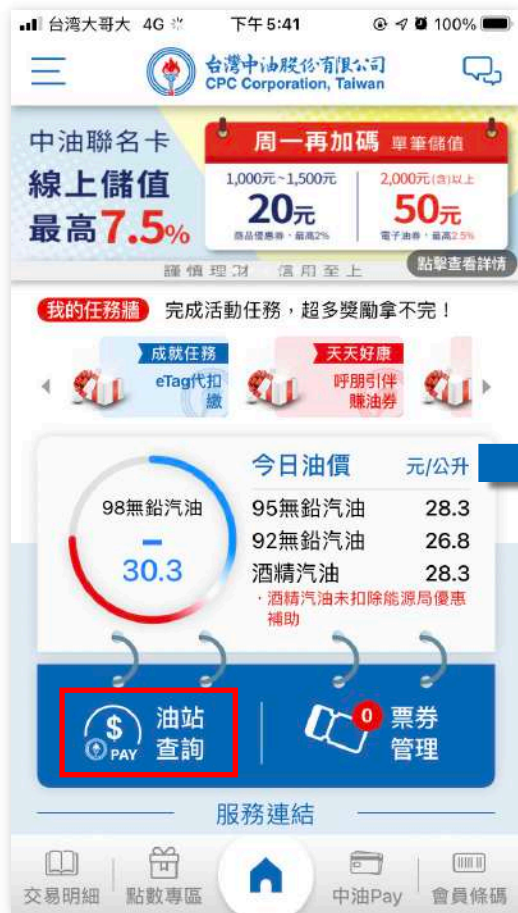 台灣大哥大 4G 下午5:41 100%
台灣中油股份有限公司
CPC Corporation, Taiwan
中油聯名卡
線上儲值
最高7.5%
周一再加碼 單筆儲值
1,000元~1,500元
20元
商品優惠券·最高2%
2,000元(含)以上
50元
電子油券·最高2.5%
謹慎理財 信用至上
點擊查看詳情
我的任務牆 完成活動任務，超多獎勵拿不完！
成就任務
eTag代扣
繳
天天好康
呼朋引伴
賺油券
98無鉛汽油
30.3
今日油價 元/公升
95無鉛汽油 28.3
92無鉛汽油 26.8
酒精汽油 28.3
·酒精汽油未扣除能源局優惠
補助
$
PAY
油站
查詢
0
票券
管理
服務連結
交易明細
點數專區
中油Pay
會員條碼